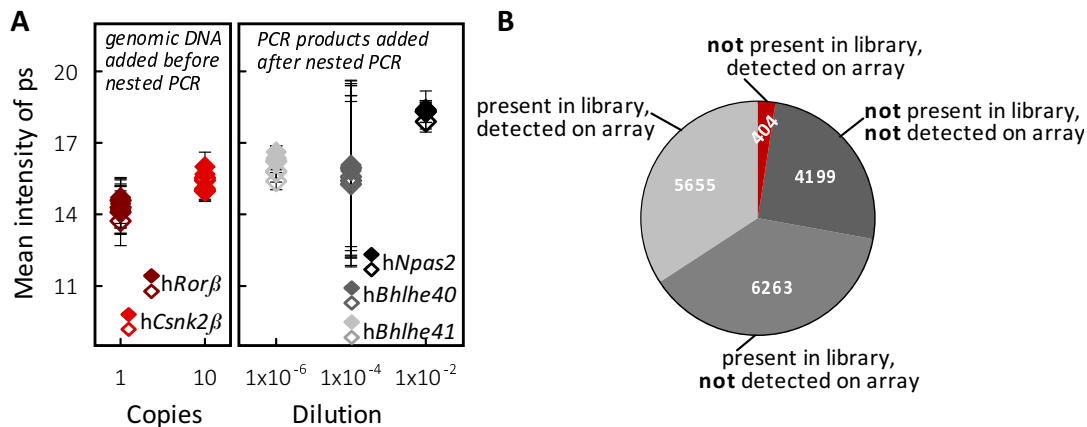 A
genomic DNA
added before
nested PCR
PCR products added
after nested PCR
Mean intensity of ps
20
17
14
11
hRorβ
hCsnk2β
hNpas2
hBhlhe40
hBhlhe41
1
10
1x10⁻⁶
1x10⁻⁴
1x10⁻²
Copies
Dilution
B
not present in library,
detected on array
present in library,
detected on array
not present in library,
not detected on array
404
5655
4199
6263
present in library,
not detected on array